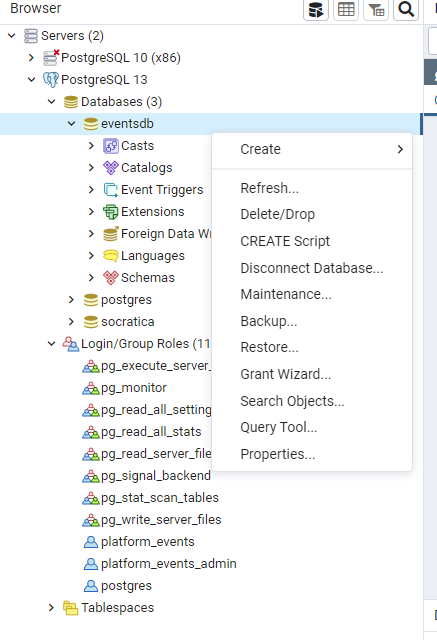 Browser
Servers (2)
PostgreSQL 10 (x86)
PostgreSQL 13
Databases (3)
eventsdb
Casts
Catalogs
Event Triggers
Extensions
Foreign Data Wr
Languages
Schemas
postgres
socratica
Login/Group Roles (11
pg_execute_server_
pg_monitor
pg_read_all_setting
pg_read_all_stats
pg_read_server_file
pg_signal_backend
pg_stat_scan_tables
pg_write_server_files
platform_events
platform_events_admin
postgres
Tablespaces
Create
Refresh...
Delete/Drop
CREATE Script
Disconnect Database...
Maintenance...
Backup...
Restore...
Grant Wizard...
Search Objects...
Query Tool...
Properties...